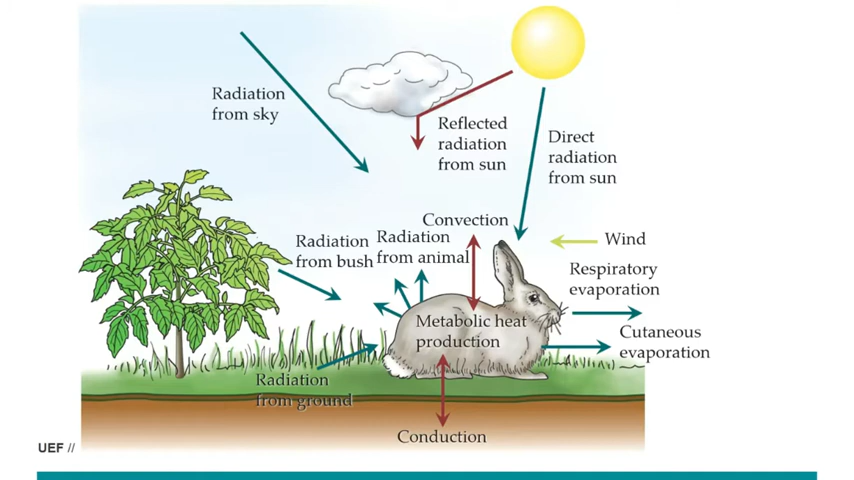 Radiation
from sky
Reflected
radiation
from sun
Direct
radiation
from sun
Convection
Radiation
from bush
Radiation
from animal
Wind
Respiratory
evaporation
Metabolic heat
production
Cutaneous
evaporation
Radiation
from ground
Conduction
UEF //